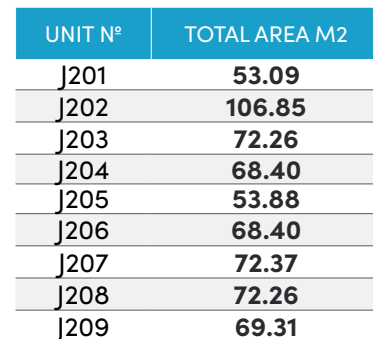 UNIT Nº TOTAL AREA M2
J201 53.09
J202 106.85
J203 72.26
J204 68.40
J205 53.88
J206 68.40
J207 72.37
J208 72.26
J209 69.31